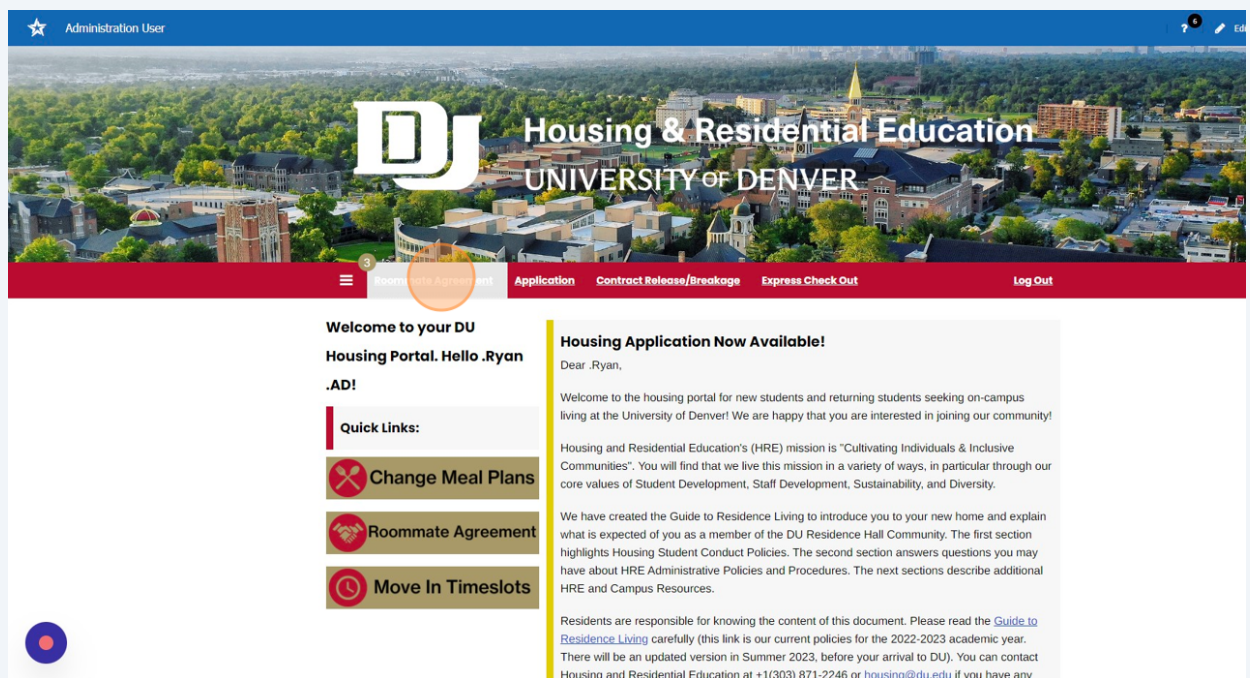 Administration User
? 6 Edi
DU
Housing & Residential Education
UNIVERSITY OF DENVER
3
Roommate Agreement Application Contract Release/Breakage Express Check Out Log Out
Welcome to your DU
Housing Portal. Hello .Ryan
.AD!
Quick Links:
Change Meal Plans
Roommate Agreement
Move In Timeslots
Housing Application Now Available!
Dear .Ryan,
Welcome to the housing portal for new students and returning students seeking on-campus
living at the University of Denver! We are happy that you are interested in joining our community!
Housing and Residential Education's (HRE) mission is "Cultivating Individuals & Inclusive
Communities". You will find that we live this mission in a variety of ways, in particular through our
core values of Student Development, Staff Development, Sustainability, and Diversity.
We have created the Guide to Residence Living to introduce you to your new home and explain
what is expected of you as a member of the DU Residence Hall Community. The first section
highlights Housing Student Conduct Policies. The second section answers questions you may
have about HRE Administrative Policies and Procedures. The next sections describe additional
HRE and Campus Resources.
Residents are responsible for knowing the content of this document. Please read the Guide to
Residence Living carefully (this link is our current policies for the 2022-2023 academic year.
There will be an updated version in Summer 2023, before your arrival to DU). You can contact
Housing and Residential Education at +1(303) 871-2246 or housing@du.edu if you have any